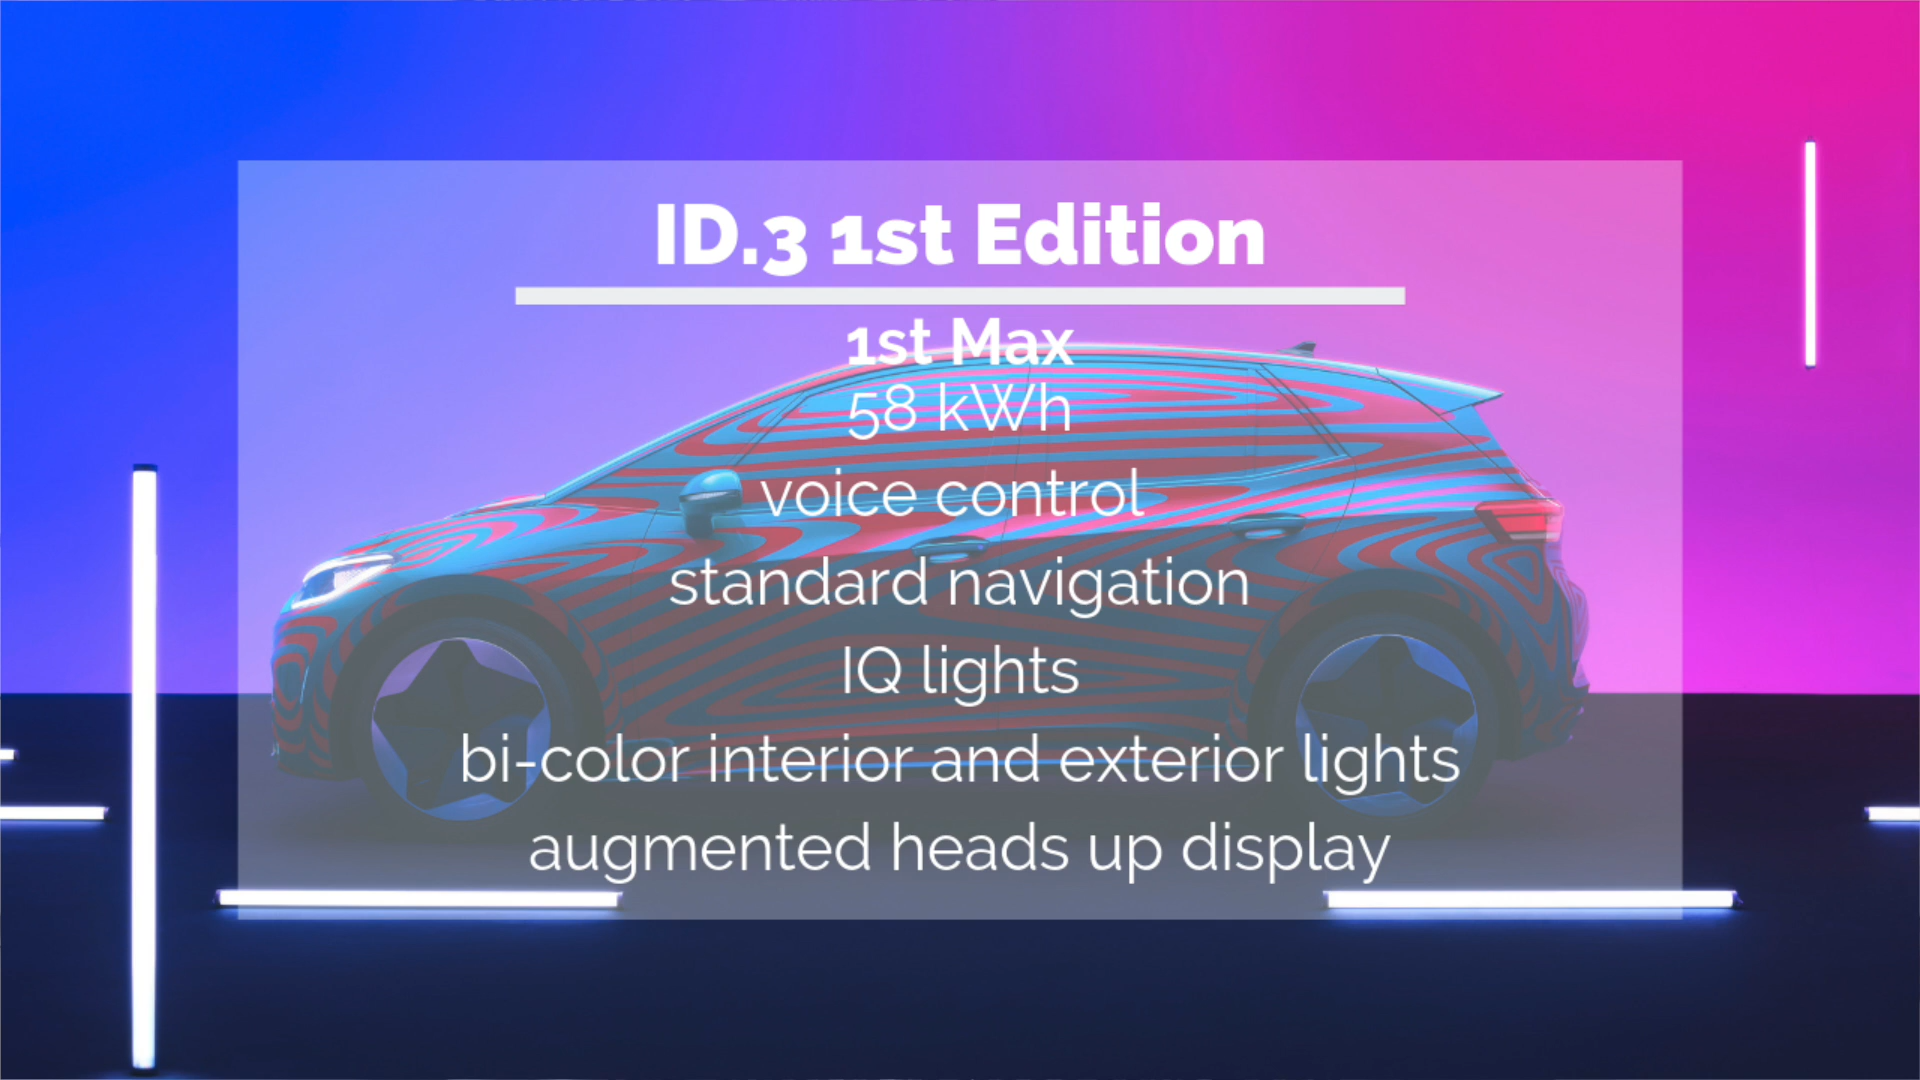 ID.3 1st Edition
1st Max
58 kWh
voice control
standard navigation
IQ lights
bi-color interior and exterior lights
augmented heads up display